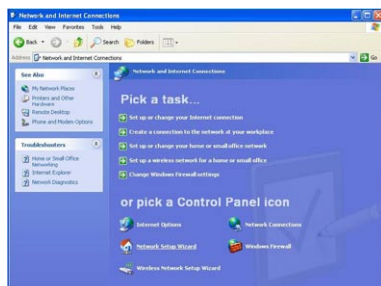 Network and Internet Connections
File Edit View Favorites Tools Help
Back Search Folders
Address Network and Internet Connections Go
See Also
My Network Places
Printers and Other
Hardware
Remote Desktop
Phone and Modem Options
Troubleshooters
Home or Small Office
Networking
Internet Explorer
Network Diagnostics
Network and Internet Connections
Pick a task...
Set up or change your Internet connection
Create a connection to the network at your workplace
Set up or change your home or small office network
Set up a wireless network for a home or small office
Change Windows Firewall settings
or pick a Control Panel icon
Internet Options Network Connections
Network Setup Wizard Windows Firewall
Wireless Network Setup Wizard